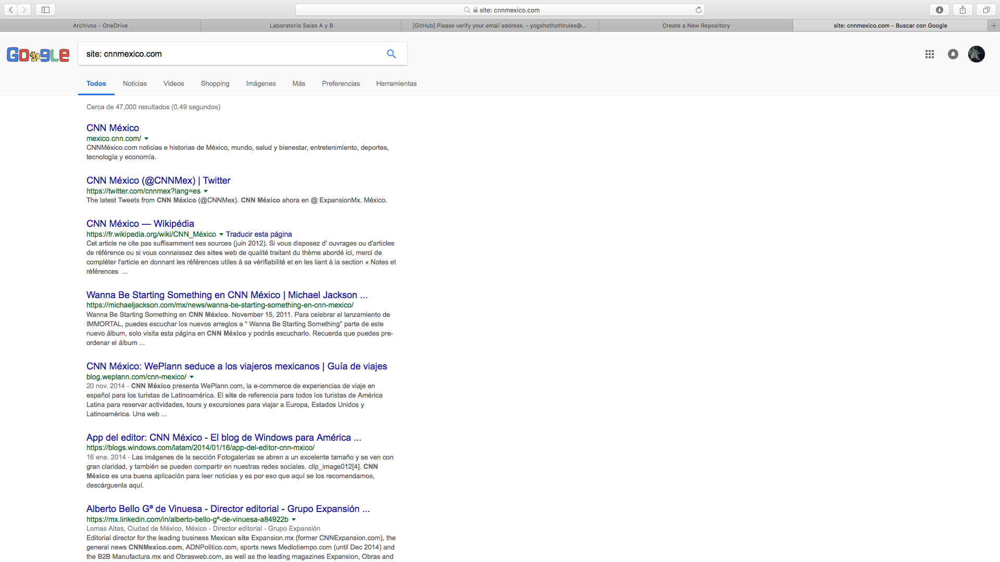 site: cnnmexico.com
Archivos - OneDrive
Laboratorio Salas A y B
[GitHub] Please verify your email address. - yogshothothrules@...
Create a New Repository
site: cnnmexico.com - Buscar con Google
Google
site: cnnmexico.com
Todos
Noticias
Videos
Shopping
Imágenes
Más
Preferencias
Herramientas
Cerca de 47,000 resultados (0.49 segundos)
CNN México
mexico.cnn.com/
CNNMéxico.com noticias e historias de México, mundo, salud y bienestar, entretenimiento, deportes,
tecnología y economía.
CNN México (@CNNMex) | Twitter
https://twitter.com/cnnmex?lang=es
The latest Tweets from CNN México (@CNNMex). CNN México ahora en @ ExpansionMx. México.
CNN México — Wikipédia
https://fr.wikipedia.org/wiki/CNN_México Traducir esta página
Cet article ne cite pas suffisamment ses sources (juin 2012). Si vous disposez d' ouvrages ou d'articles
de référence ou si vous connaissez des sites web de qualité traitant du thème abordé ici, merci de
compléter l'article en donnant les références utiles à sa vérifiabilité et en les liant à la section « Notes et
références ...
Wanna Be Starting Something en CNN México | Michael Jackson ...
https://michaeljackson.com/mx/news/wanna-be-starting-something-en-cnn-mexico/
Wanna Be Starting Something en CNN México. November 15, 2011. Para celebrar el lanzamiento de
IMMORTAL, puedes escuchar los nuevos arreglos a “ Wanna Be Starting Something” parte de este
nuevo álbum, solo visita esta página en CNN México y podrás escucharlo. Recuerda que puedes pre-
ordenar el álbum ...
CNN México: WePlann seduce a los viajeros mexicanos | Guía de viajes
blog.weplann.com/cnn-mexico/
20 nov. 2014 - CNN México presenta WePlann.com, la e-commerce de experiencias de viaje en
español para los turistas de Latinoamérica. El site de referencia para todos los turistas de América
Latina para reservar actividades, tours y excursiones para viajar a Europa, Estados Unidos y
Latinoamérica. Una web ...
App del editor: CNN México - El blog de Windows para América ...
https://blogs.windows.com/latam/2014/01/16/app-del-editor-cnn-mxico/
16 ene. 2014 - Las imágenes de la sección Fotogalerías se abren a un excelente tamaño y se ven con
gran claridad, y también se pueden compartir en nuestras redes sociales. clip_image012[4]. CNN
México es una buena aplicación para leer noticias y es por eso que aquí se los recomendamos,
descárguenla aquí.
Alberto Bello Gª de Vinuesa - Director editorial - Grupo Expansión ...
https://mx.linkedin.com/in/alberto-bello-gª-de-vinuesa-a84922b
Lomas Altas, Ciudad de México, México - Director editorial - Grupo Expansión
Editorial director for the leading business Mexican site Expansion.mx (former CNNExpansion.com), the
general news CNNMexico.com, ADNPolitico.com, sports news Mediotiempo.com (until Dec 2014) and
the B2B Manufactura.mx and Obrasweb.com, as well as the leading magazines Expansion, Obras and